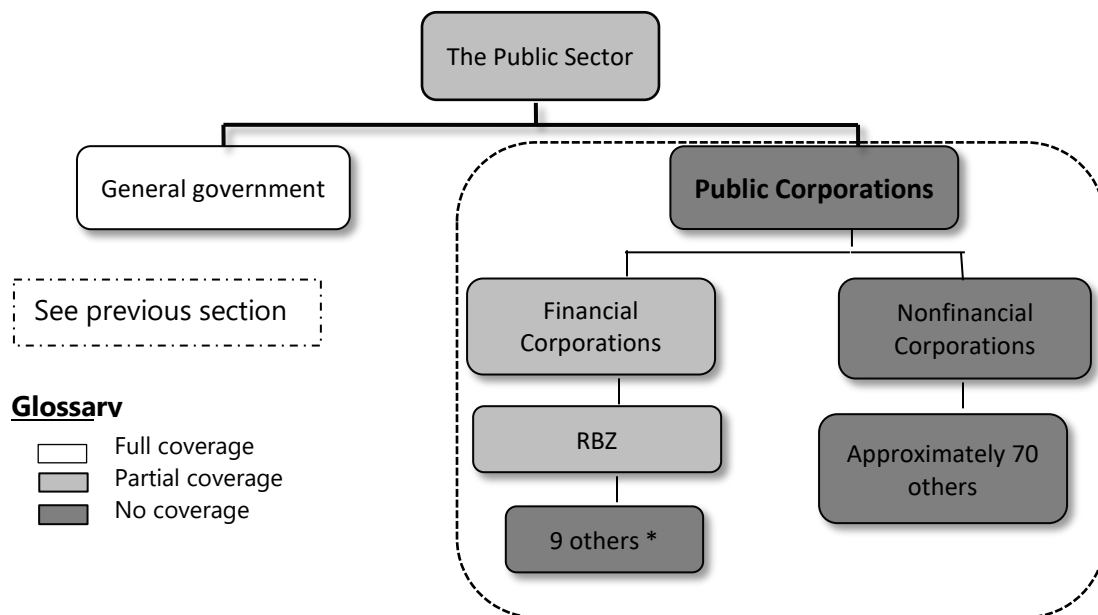 The Public Sector
General government
Public Corporations
See previous section
Financial
Corporations
Nonfinancial
Corporations
Glossary
Full coverage
Partial coverage
No coverage
RBZ
Approximately 70
others
9 others *